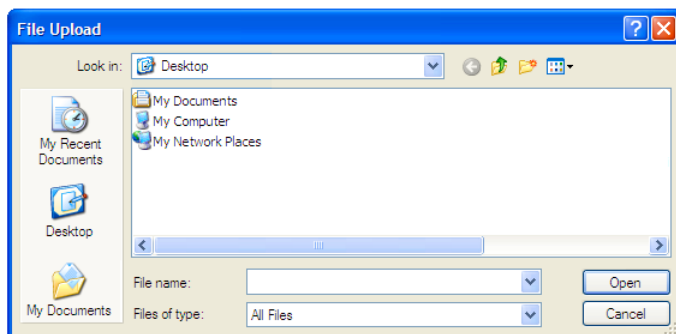 File Upload
Look in:
Desktop
My Documents
My Computer
My Network Places
My Recent
Documents
Desktop
My Documents
File name:
Open
Files of type:
All Files
Cancel